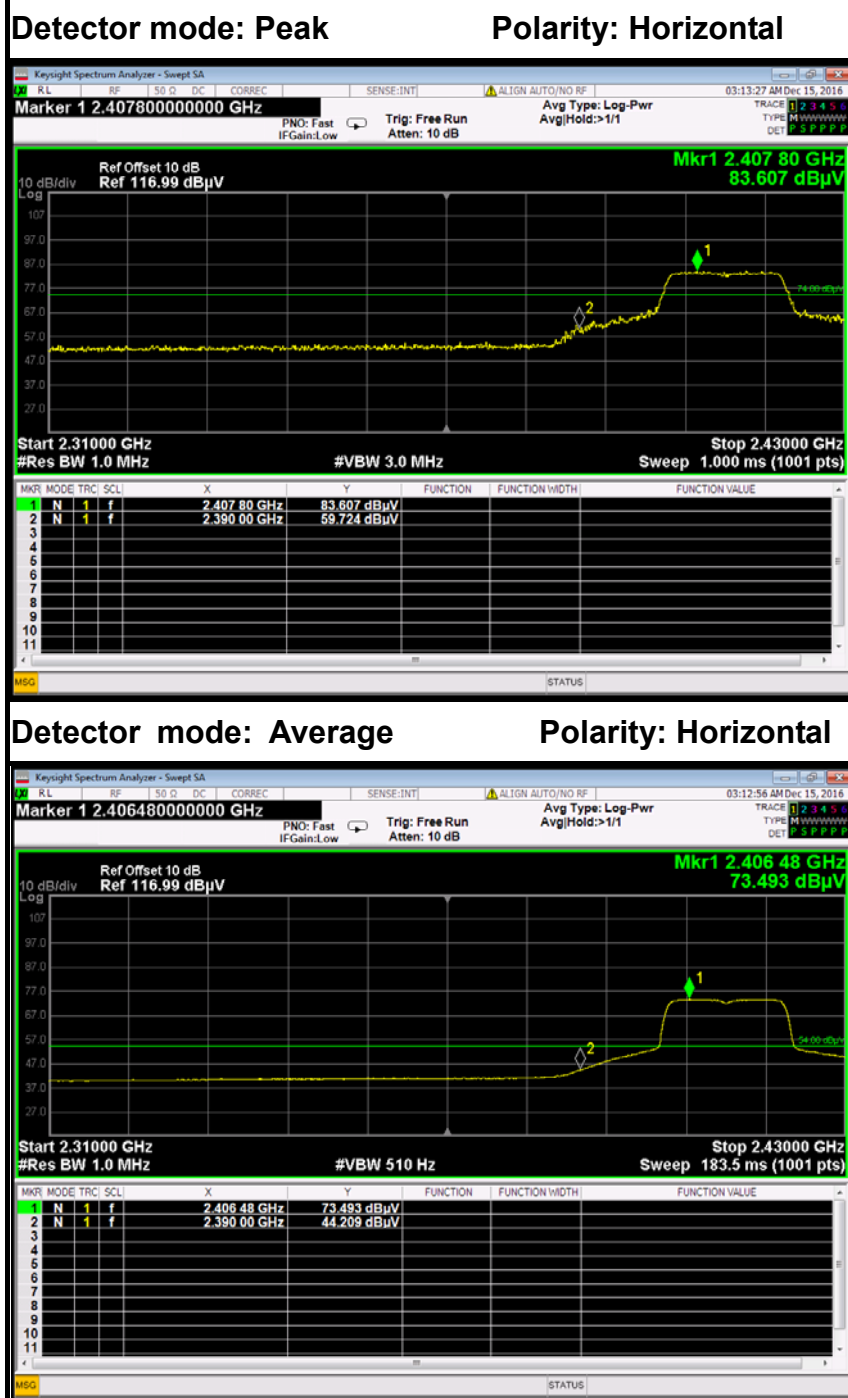 Detector mode: Peak Polarity: Horizontal
Keysight Spectrum Analyzer - Swept SA
LXI RL RF 50 Ω DC CORREC SENSE:INT ALIGN AUTO/NO RF 03:13:27 AM Dec 15, 2016
Marker 1 2.407800000000 GHz
PNO: Fast IFGain:Low
Trig: Free Run
Atten: 10 dB
Avg Type: Log-Pwr
Avg|Hold:>1/1
TRACE 1 2 3 4 5 6
TYPE M WWWWW
DET P S P P P P
Mkr1 2.407 80 GHz
83.607 dBµV
Ref Offset 10 dB
10 dB/div Ref 116.99 dBµV
Log
107
97.0
87.0
77.0
67.0
57.0
47.0
37.0
27.0
1
2
74.00 dBµV
Start 2.31000 GHz Stop 2.43000 GHz
#Res BW 1.0 MHz #VBW 3.0 MHz Sweep 1.000 ms (1001 pts)
MKR MODE TRC SCL X Y FUNCTION FUNCTION WIDTH FUNCTION VALUE
1 N 1 f 2.407 80 GHz 83.607 dBµV
2 N 1 f 2.390 00 GHz 59.724 dBµV
3
4
5
6
7
8
9
10
11
MSG STATUS
Detector mode: Average Polarity: Horizontal
Keysight Spectrum Analyzer - Swept SA
LXI RL RF 50 Ω DC CORREC SENSE:INT ALIGN AUTO/NO RF 03:12:56 AM Dec 15, 2016
Marker 1 2.406480000000 GHz
PNO: Fast IFGain:Low
Trig: Free Run
Atten: 10 dB
Avg Type: Log-Pwr
Avg|Hold:>1/1
TRACE 1 2 3 4 5 6
TYPE M WWWWW
DET P S P P P P
Mkr1 2.406 48 GHz
73.493 dBµV
Ref Offset 10 dB
10 dB/div Ref 116.99 dBµV
Log
107
97.0
87.0
77.0
67.0
57.0
47.0
37.0
27.0
1
2
54.00 dBµV
Start 2.31000 GHz Stop 2.43000 GHz
#Res BW 1.0 MHz #VBW 510 Hz Sweep 183.5 ms (1001 pts)
MKR MODE TRC SCL X Y FUNCTION FUNCTION WIDTH FUNCTION VALUE
1 N 1 f 2.406 48 GHz 73.493 dBµV
2 N 1 f 2.390 00 GHz 44.209 dBµV
3
4
5
6
7
8
9
10
11
MSG STATUS